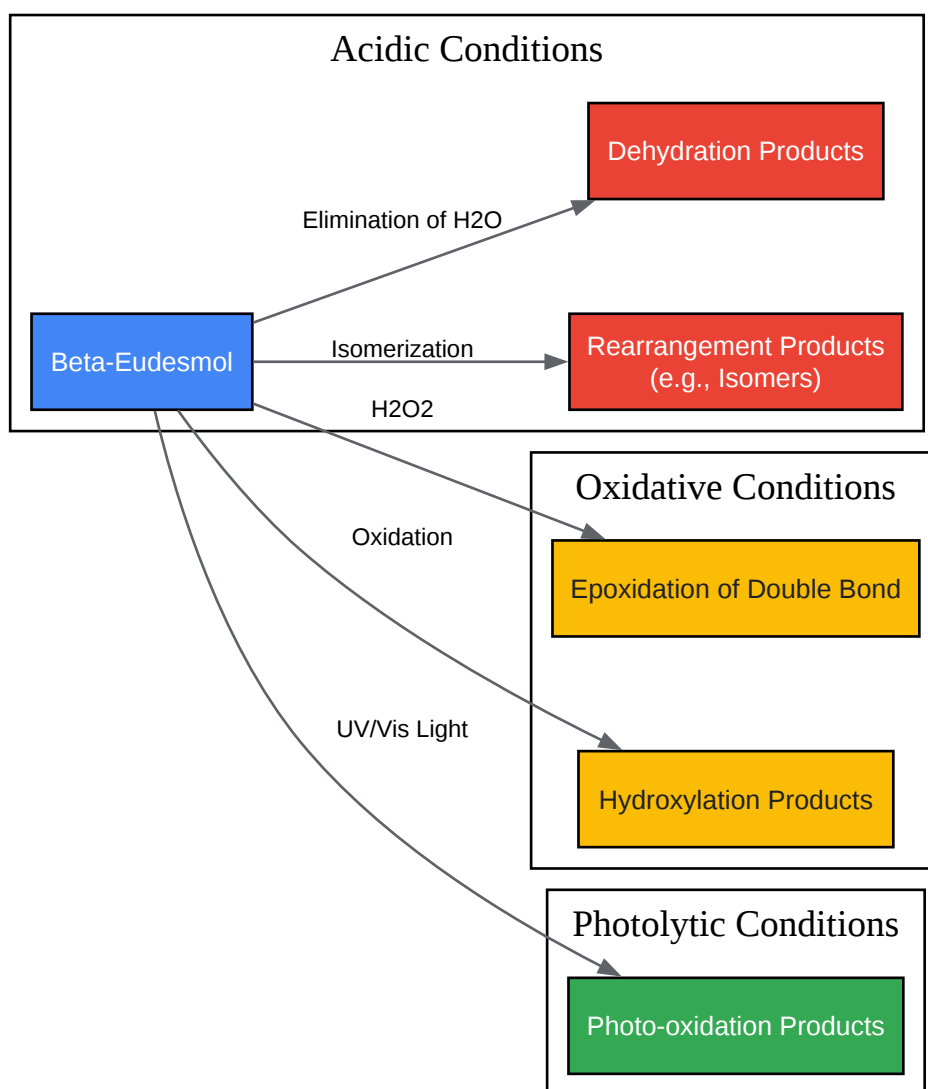 Acidic Conditions
Dehydration Products
Elimination of H2O
Beta-Eudesmol
Isomerization
Rearrangement Products
(e.g., Isomers)
H2O2
Oxidative Conditions
Oxidation
Epoxidation of Double Bond
UV/Vis Light
Hydroxylation Products
Photolytic Conditions
Photo-oxidation Products